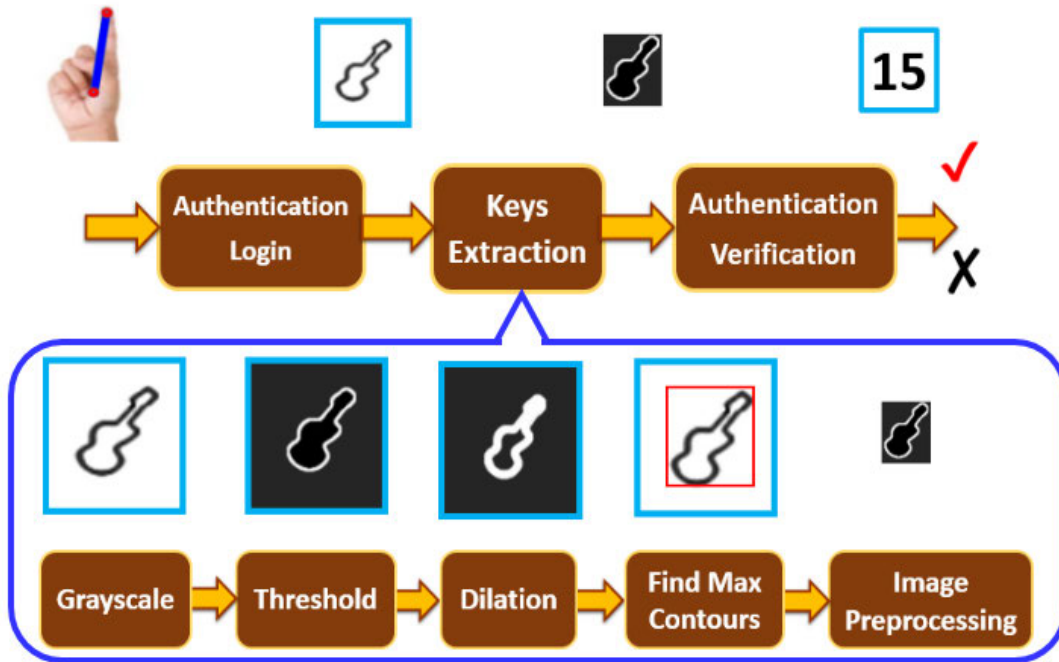 15
Authentication
Login
Keys
Extraction
Authentication
Verification
Grayscale
Threshold
Dilation
Find Max
Contours
Image
Preprocessing